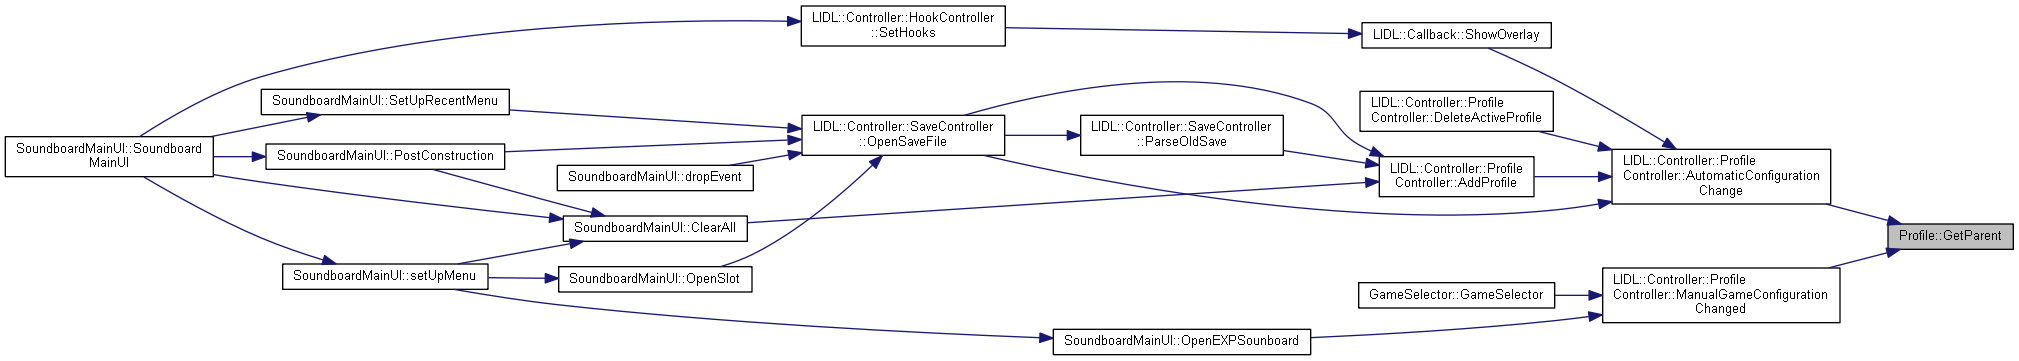 LIDL::Controller::HookController
::SetHooks
LIDL::Callback::ShowOverlay
SoundboardMainUI::SetUpRecentMenu
LIDL::Controller::Profile
Controller::DeleteActiveProfile
SoundboardMainUI::Soundboard
MainUI
SoundboardMainUI::PostConstruction
LIDL::Controller::SaveController
::OpenSaveFile
LIDL::Controller::SaveController
::ParseOldSave
SoundboardMainUI::dropEvent
LIDL::Controller::Profile
Controller::AddProfile
LIDL::Controller::Profile
Controller::AutomaticConfiguration
Change
SoundboardMainUI::ClearAll
Profile::GetParent
SoundboardMainUI::setUpMenu
SoundboardMainUI::OpenSlot
GameSelector::GameSelector
LIDL::Controller::Profile
Controller::ManualGameConfiguration
Changed
SoundboardMainUI::OpenEXPSounboard